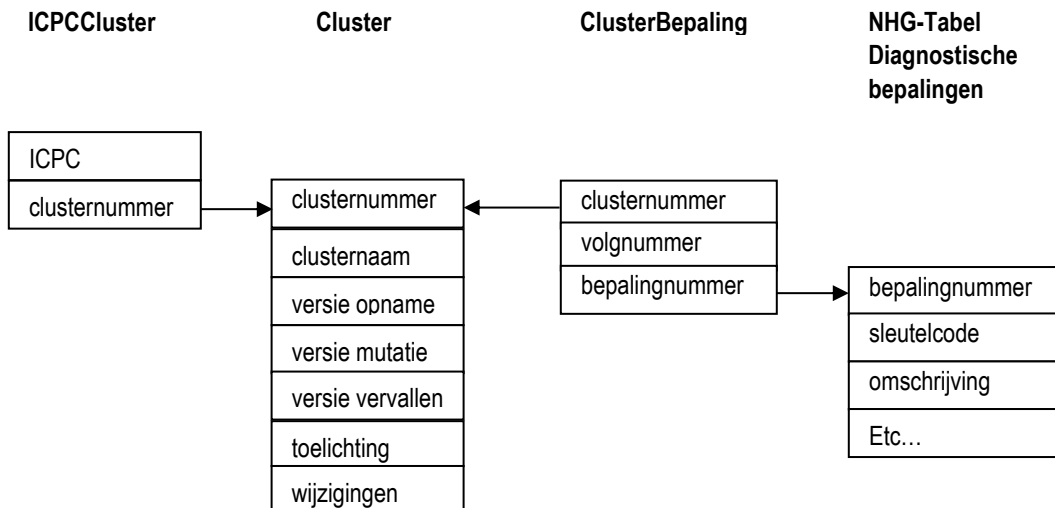 ICPCCluster
Cluster
ClusterBepaling
NHG-Tabel
Diagnostische
bepalingen
ICPC
clusternummer
clusternummer
clusternaam
versie opname
versie mutatie
versie vervallen
toelichting
wijzigingen
clusternummer
volgnummer
bepalingnummer
bepalingnummer
sleutelcode
omschrijving
Etc…